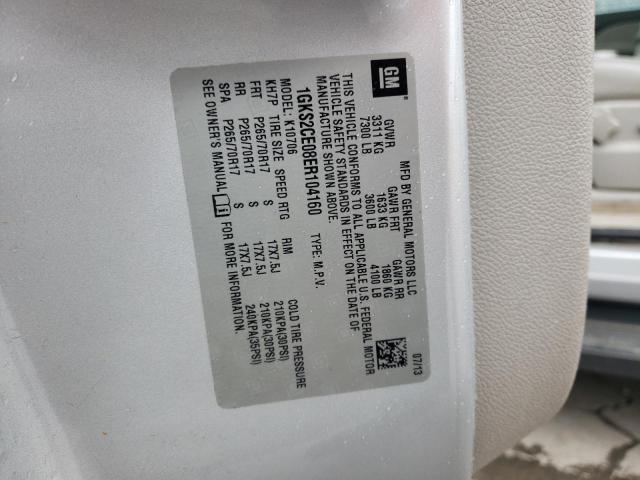 GM ®
MFD BY GENERAL MOTORS LLC
07/13
GVWR GAWR FRT GAWR RR
3311 KG 1633 KG 1860 KG
7300 LB 3600 LB 4100 LB
THIS VEHICLE CONFORMS TO ALL APPLICABLE U.S. FEDERAL MOTOR
VEHICLE SAFETY STANDARDS IN EFFECT ON THE DATE OF
MANUFACTURE SHOWN ABOVE.
1GKS2CE08ER104160 TYPE: M.P.V.
MODEL: K10706
KH7P TIRE SIZE SPEED RTG RIM COLD TIRE PRESSURE
FRT P265/70R17 S 17X7.5J 210KPA(30PSI)
RR P265/70R17 S 17X7.5J 210KPA(30PSI)
SPA P265/70R17 S 17X7.5J 240KPA(35PSI)
SEE OWNER'S MANUAL FOR MORE INFORMATION.